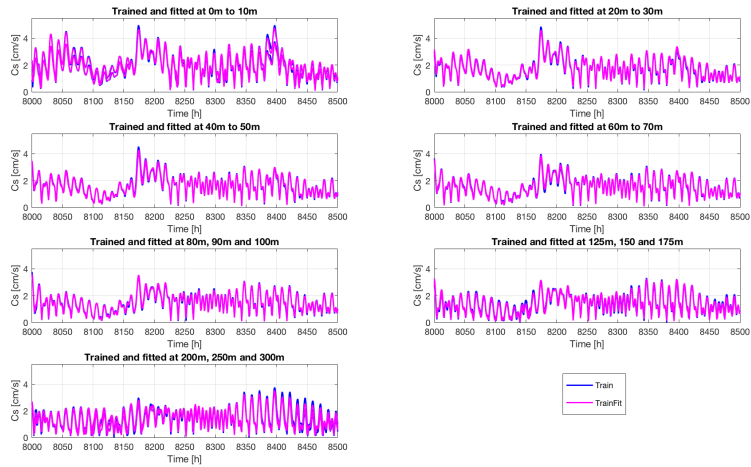 Trained and fitted at 0m to 10m
Cs [cm/s]
4
2
0
8000 8050 8100 8150 8200 8250 8300 8350 8400 8450 8500
Time [h]
Trained and fitted at 20m to 30m
Cs [cm/s]
4
2
0
8000 8050 8100 8150 8200 8250 8300 8350 8400 8450 8500
Time [h]
Trained and fitted at 40m to 50m
Cs [cm/s]
4
2
0
8000 8050 8100 8150 8200 8250 8300 8350 8400 8450 8500
Time [h]
Trained and fitted at 60m to 70m
Cs [cm/s]
4
2
0
8000 8050 8100 8150 8200 8250 8300 8350 8400 8450 8500
Time [h]
Trained and fitted at 80m, 90m and 100m
Cs [cm/s]
4
2
0
8000 8050 8100 8150 8200 8250 8300 8350 8400 8450 8500
Time [h]
Trained and fitted at 125m, 150 and 175m
Cs [cm/s]
4
2
0
8000 8050 8100 8150 8200 8250 8300 8350 8400 8450 8500
Time [h]
Trained and fitted at 200m, 250m and 300m
Cs [cm/s]
4
2
0
8000 8050 8100 8150 8200 8250 8300 8350 8400 8450 8500
Time [h]
Train
TrainFit